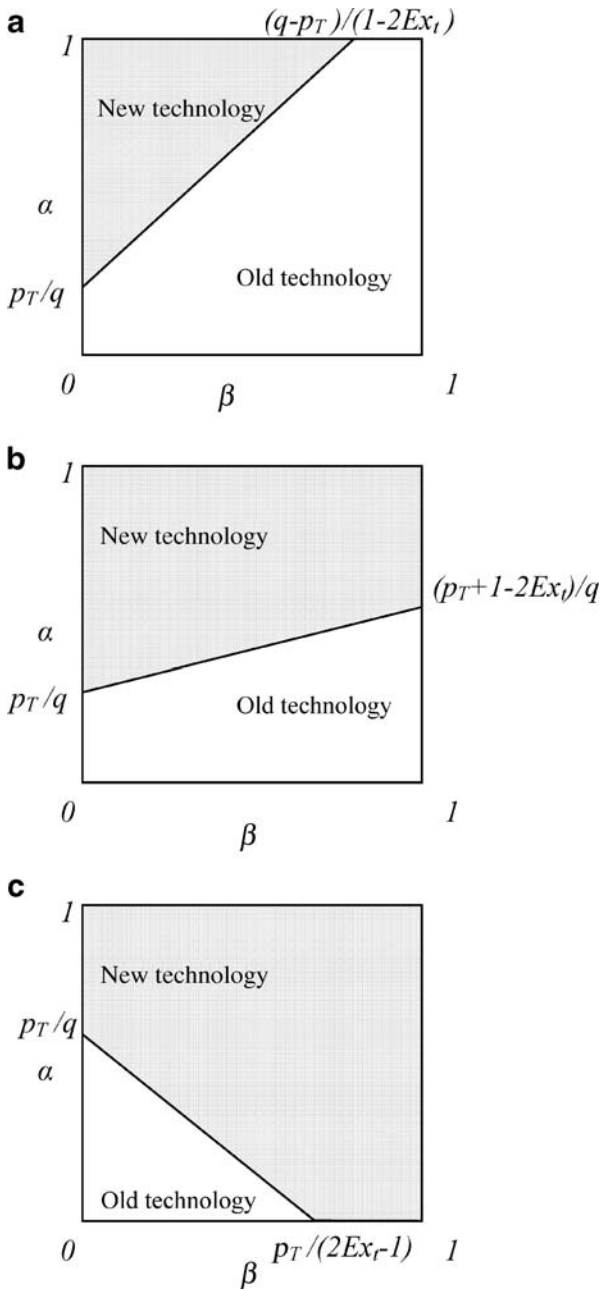 a
(q-p_T)/(1-2Ex_t)
1
New technology
α
p_T/q
Old technology
0
β
1
b
1
New technology
(p_T+1-2Ex_t)/q
α
p_T/q
Old technology
0
β
1
c
1
New technology
p_T/q
α
Old technology
0
p_T/(2Ex_t-1)
1
β